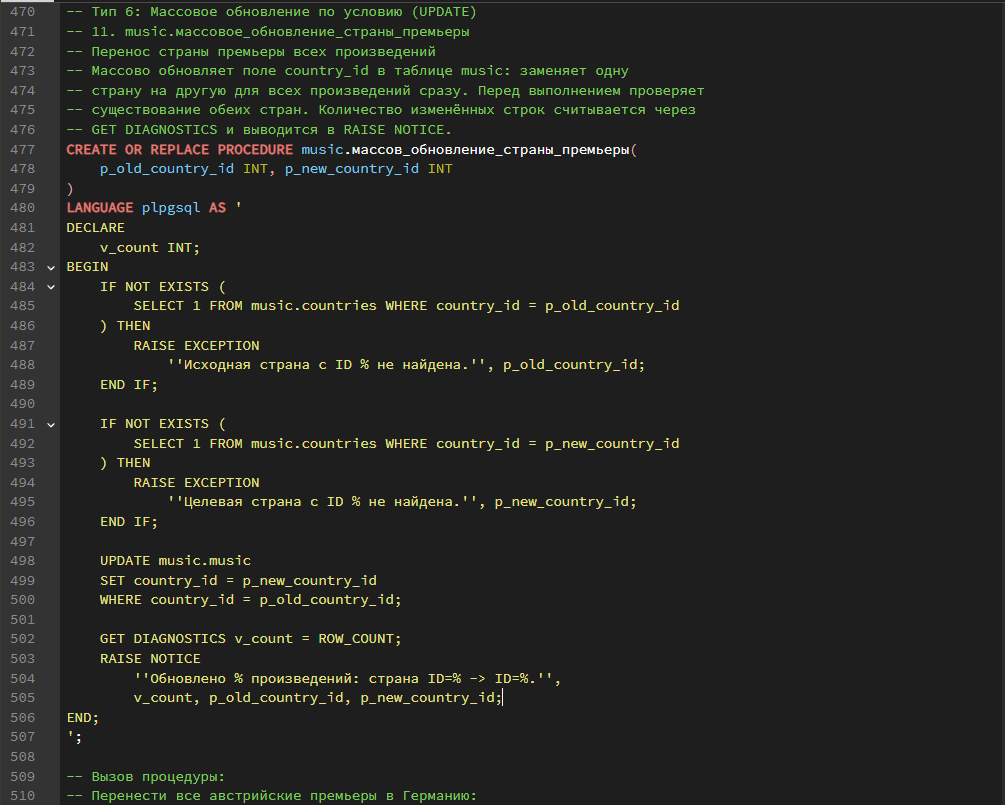 470 -- Тип 6: Массовое обновление по условию (UPDATE)
471 -- 11. music.массовое_обновление_страны_премьеры
472 -- Перенос страны премьеры всех произведений
473 -- Массово обновляет поле country_id в таблице music: заменяет одну
474 -- страну на другую для всех произведений сразу. Перед выполнением проверяет
475 -- существование обеих стран. Количество изменённых строк считывается через
476 -- GET DIAGNOSTICS и выводится в RAISE NOTICE.
477 CREATE OR REPLACE PROCEDURE music.массов_обновление_страны_премьеры(
478     p_old_country_id INT, p_new_country_id INT
479 )
480 LANGUAGE plpgsql AS '
481 DECLARE
482     v_count INT;
483 BEGIN
484     IF NOT EXISTS (
485         SELECT 1 FROM music.countries WHERE country_id = p_old_country_id
486     ) THEN
487         RAISE EXCEPTION
488             ''Исходная страна с ID % не найдена.'', p_old_country_id;
489     END IF;
490
491     IF NOT EXISTS (
492         SELECT 1 FROM music.countries WHERE country_id = p_new_country_id
493     ) THEN
494         RAISE EXCEPTION
495             ''Целевая страна с ID % не найдена.'', p_new_country_id;
496     END IF;
497
498     UPDATE music.music
499     SET country_id = p_new_country_id
500     WHERE country_id = p_old_country_id;
501
502     GET DIAGNOSTICS v_count = ROW_COUNT;
503     RAISE NOTICE
504         ''Обновлено % произведений: страна ID=% -> ID=%.'',
505         v_count, p_old_country_id, p_new_country_id;
506 END;
507 ';
508
509 -- Вызов процедуры:
510 -- Перенести все австрийские премьеры в Германию: